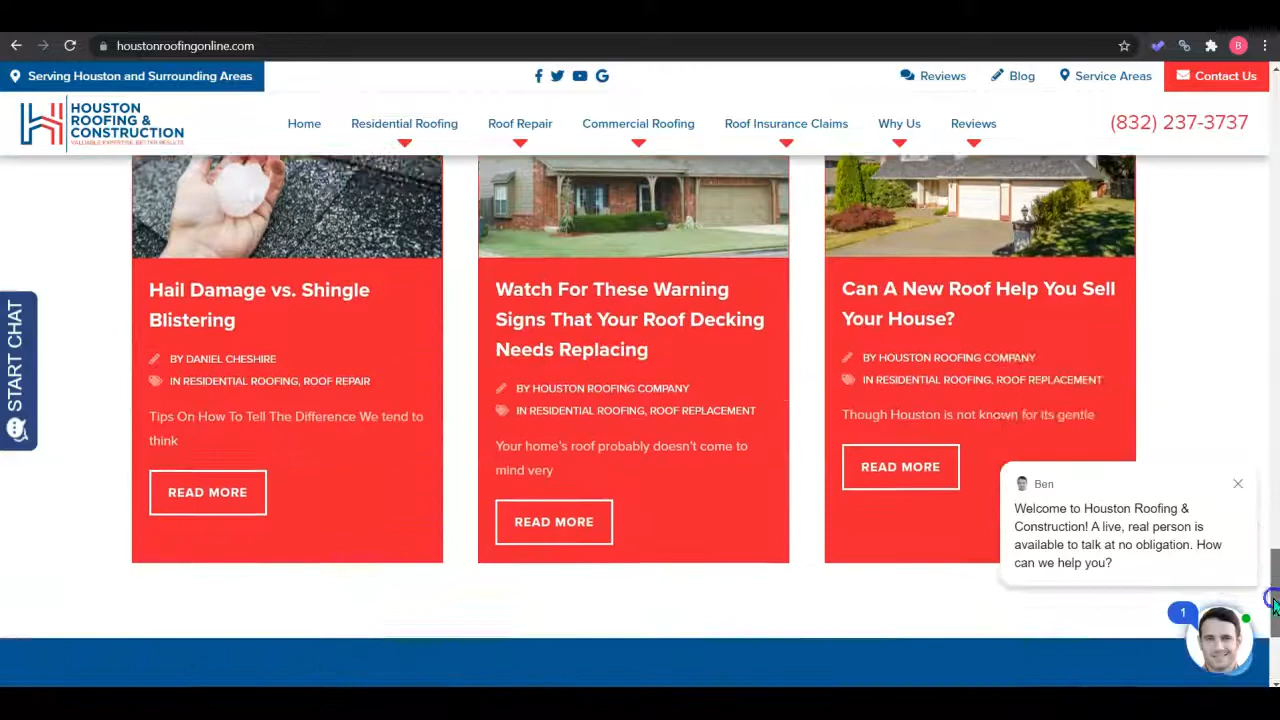 houstonroofingonline.com
B
Serving Houston and Surrounding Areas
Reviews
Blog
Service Areas
Contact Us
HOUSTON
ROOFING &
CONSTRUCTION
VALUABLE EXPERTISE, BETTER RESULTS
Home
Residential Roofing
Roof Repair
Commercial Roofing
Roof Insurance Claims
Why Us
Reviews
(832) 237-3737
START CHAT
Hail Damage vs. Shingle
Blistering
BY DANIEL CHESHIRE
IN RESIDENTIAL ROOFING, ROOF REPAIR
Tips On How To Tell The Difference We tend to
think
READ MORE
Watch For These Warning
Signs That Your Roof Decking
Needs Replacing
BY HOUSTON ROOFING COMPANY
IN RESIDENTIAL ROOFING, ROOF REPLACEMENT
Your home's roof probably doesn't come to
mind very
READ MORE
Can A New Roof Help You Sell
Your House?
BY HOUSTON ROOFING COMPANY
IN RESIDENTIAL ROOFING, ROOF REPLACEMENT
Though Houston is not known for its gentle
READ MORE
Ben
Welcome to Houston Roofing &
Construction! A live, real person is
available to talk at no obligation. How
can we help you?
1